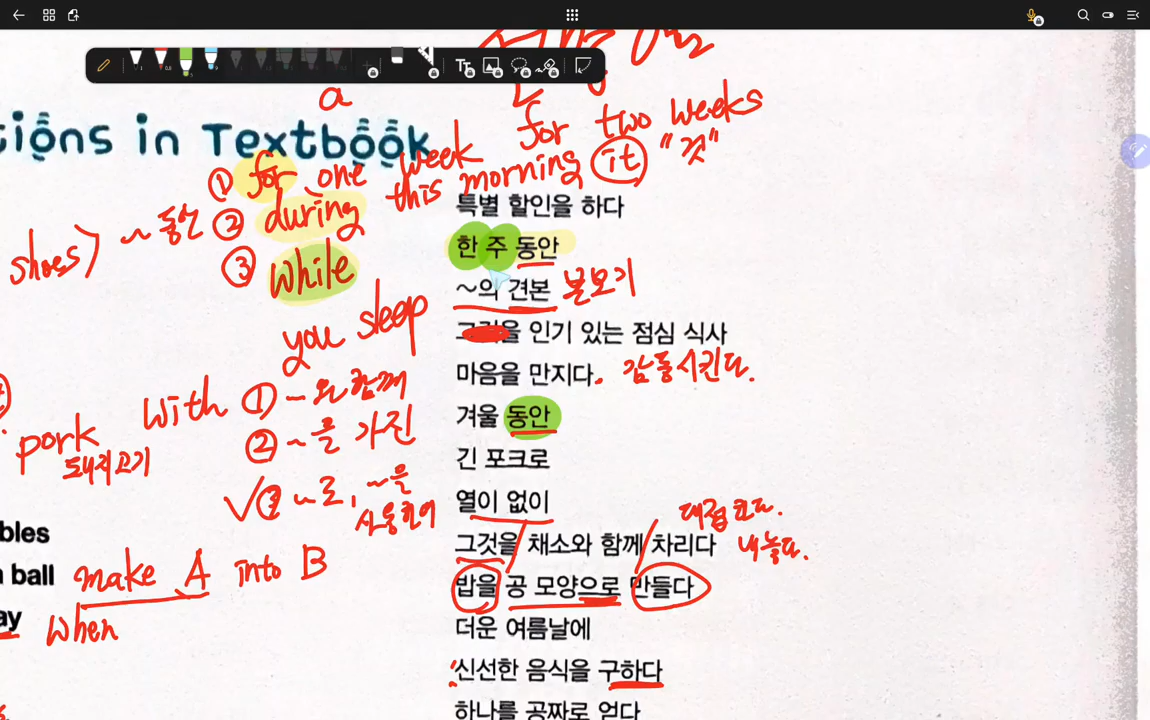 a
for two weeks
tions in Textbook
① for one week
this morning it "것"
특별 할인을 하다
shoes) ~ 동안 ② during
한 주 동안
③ while
~의 견본 본보기
you sleep
을 인기 있는 점심 식사
마음을 만지다. 감동시킨다.
with ① ~와 함께
겨울 동안
pork ② ~을 가진
돼지고기
긴 포크로
✓③ ~로, ~을
사용하여
열이 없이
대접한다.
bles
그것을 / 채소와 함께 / 차리다 내놓다.
n ball make A into B
밥을 공 모양으로 만들다
ay when
더운 여름날에
신선한 음식을 구하다
하나를 공짜로 얻다